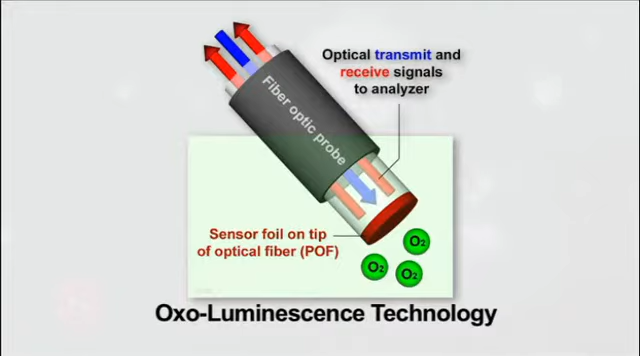 Optical transmit and
receive signals
to analyzer
Fiber optic probe
Sensor foil on tip
of optical fiber (POF)
O₂
O₂
O₂
Oxo-Luminescence Technology